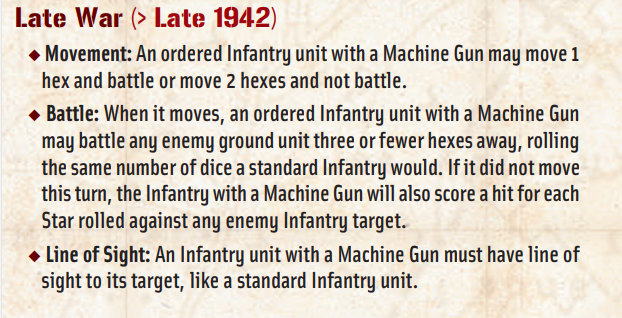 Late War (> Late 1942)
◆ Movement: An ordered Infantry unit with a Machine Gun may move 1
hex and battle or move 2 hexes and not battle.
◆ Battle: When it moves, an ordered Infantry unit with a Machine Gun
may battle any enemy ground unit three or fewer hexes away, rolling
the same number of dice a standard Infantry would. If it did not move
this turn, the Infantry with a Machine Gun will also score a hit for each
Star rolled against any enemy Infantry target.
◆ Line of Sight: An Infantry unit with a Machine Gun must have line of
sight to its target, like a standard Infantry unit.